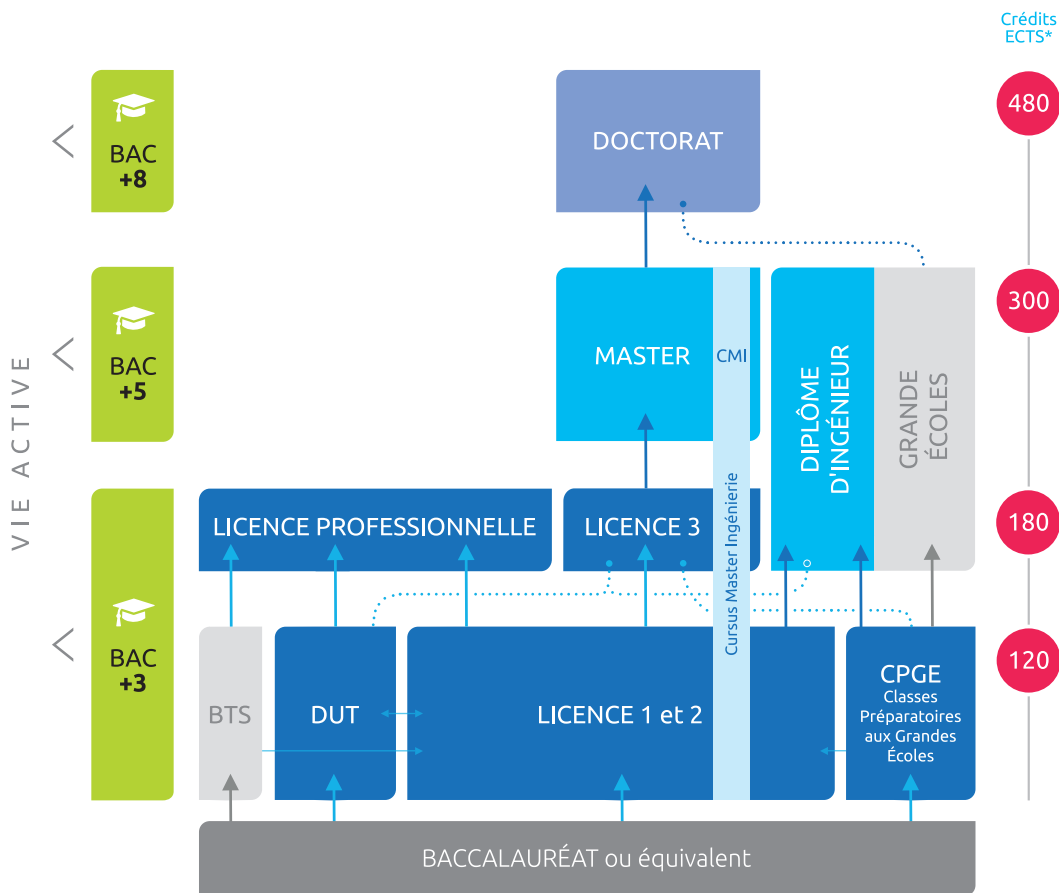 Crédits
ECTS*
BAC
+8
DOCTORAT
480
BAC
+5
MASTER
CMI
DIPLÔME
D'INGÉNIEUR
GRANDE
ÉCOLES
300
VIE ACTIVE
LICENCE PROFESSIONNELLE
LICENCE 3
180
Cursus Master Ingénierie
BAC
+3
BTS
DUT
LICENCE 1 et 2
CPGE
Classes
Préparatoires
aux Grandes
Écoles
120
BACCALAURÉAT ou équivalent